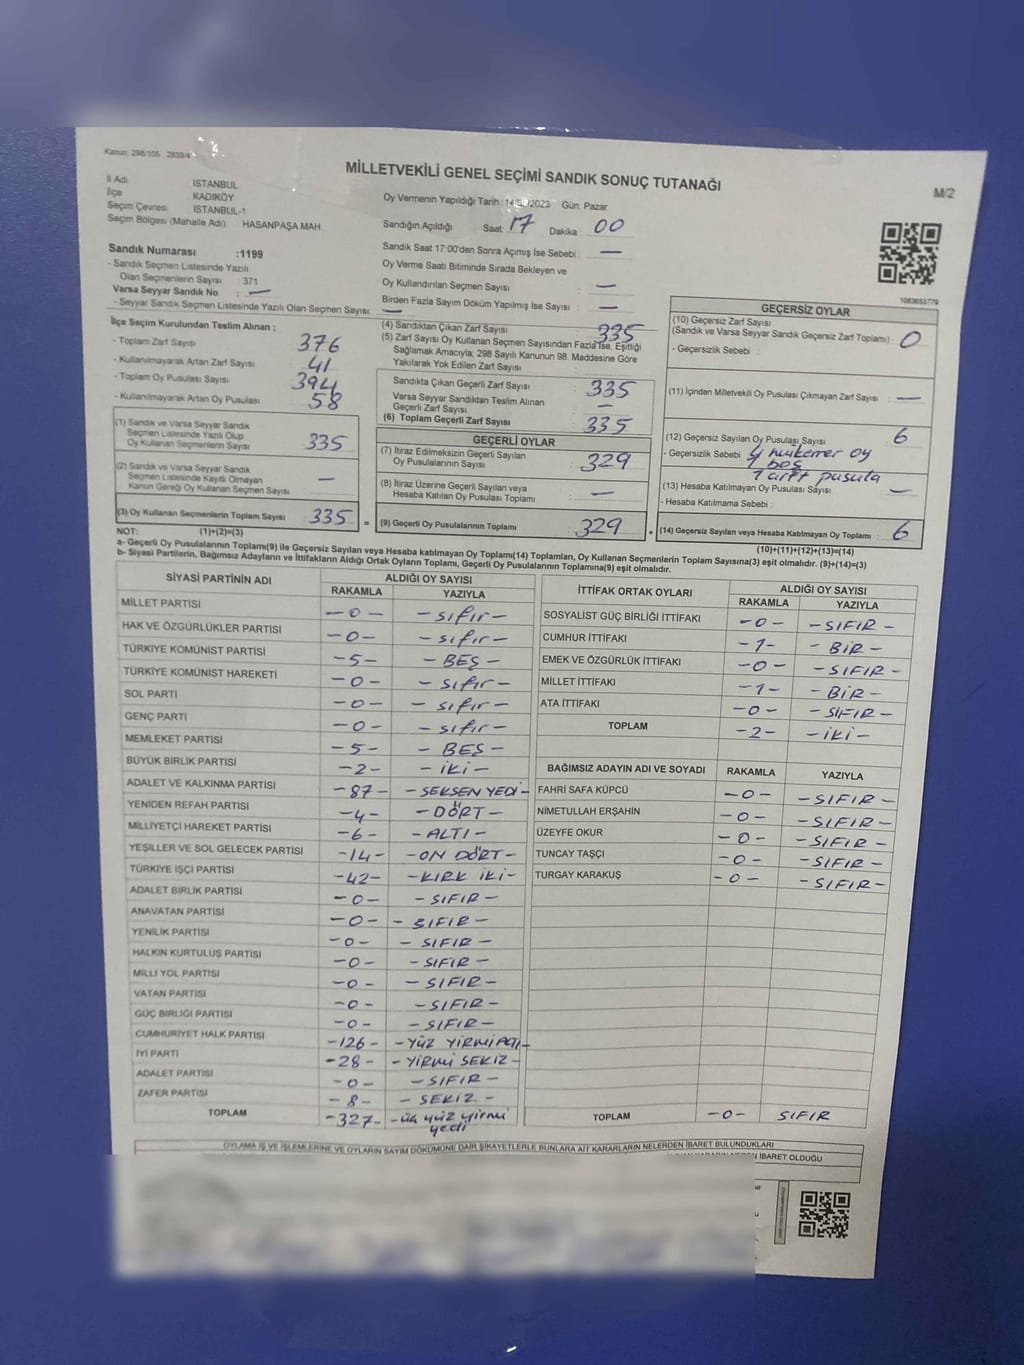 Kanun: 298/105 , 2839/4
MİLLETVEKİLİ GENEL SEÇİMİ SANDIK SONUÇ TUTANAĞI
M/2
İl Adı İSTANBUL
İlçe KADIKÖY
Seçim Çevresi İSTANBUL-1
Seçim Bölgesi (Mahalle Adı) HASANPAŞA MAH
Oy Vermenin Yapıldığı Tarih: 2023 Gün: Pazar
Sandığın Açıldığı Saat: 17 Dakika : 00
Sandık Saat 17:00'den Sonra Açımış İse Sebebi : —
Oy Verme Saati Bitiminde Sırada Bekleyen ve
Oy Kullandırılan Seçmen Sayısı : —
Birden Fazla Sayım Döküm Yapılmış İse Sayısı : —
Sandık Numarası :1199
- Sandık Seçmen Listesinde Yazılı
Olan Seçmenlerin Sayısı 371
Varsa Seyyar Sandık No : —
- Seyyar Sandık Seçmen Listesinde Yazılı Olan Seçmen Sayısı : —
İlçe Seçim Kurulundan Teslim Alınan ;
- Toplam Zarf Sayısı : 376
- Kullanılmayarak Artan Zarf Sayısı : 41
- Toplam Oy Pusulası Sayısı : 394
- Kullanılmayarak Artan Oy Pusulası : 58
(1) Sandık ve Varsa Seyyar Sandık
Seçmen Listesinde Yazılı Olup
Oy Kullanan Seçmenlerin Sayısı : 335
(2) Sandık ve Varsa Seyyar Sandık
Seçmen Listesinde Kayıtlı Olmayan
Kanun Gereği Oy Kullanan Seçmen Sayısı : —
(3) Oy Kullanan Seçmenlerin Toplam Sayısı : 335
(4) Sandıktan Çıkan Zarf Sayısı : 335
(5) Zarf Sayısı Oy Kullanan Seçmen Sayısından Fazla İse, Eşitliği
Sağlamak Amacıyla; 298 Sayılı Kanunun 98. Maddesine Göre
Yakılarak Yok Edilen Zarf Sayısı :
Sandıkta Çıkan Geçerli Zarf Sayısı : 335
Varsa Seyyar Sandıktan Teslim Alınan
Geçerli Zarf Sayısı : —
(6) Toplam Geçerli Zarf Sayısı : 335
GEÇERLİ OYLAR
(7) İtiraz Edilmeksizin Geçerli Sayılan
Oy Pusulalarının Sayısı : 329
(8) İtiraz Üzerine Geçerli Sayılan veya
Hesaba Katılan Oy Pusulası Toplamı : —
= (9) Geçerli Oy Pusulalarının Toplamı : 329
1083653779
GEÇERSİZ OYLAR
(10) Geçersiz Zarf Sayısı
(Sandık ve Varsa Seyyar Sandık Geçersiz Zarf Toplamı) : 0
- Geçersizlik Sebebi :
(11) İçinden Milletvekili Oy Pusulası Çıkmayan Zarf Sayısı : —
(12) Geçersiz Sayılan Oy Pusulası Sayısı : 6
- Geçersizlik Sebebi : 4 mükerrer oy
1 boş
1 çift pusula
(13) Hesaba Katılmayan Oy Pusulası Sayısı : —
- Hesaba Katılmama Sebebi :
+ (14) Geçersiz Sayılan veya Hesaba Katılmayan Oy Toplamı : 6
NOT: (1)+(2)=(3)
(10)+(11)+(12)+(13)=(14)
a- Geçerli Oy Pusulalarının Toplamı(9) ile Geçersiz Sayılan veya Hesaba katılmayan Oy Toplamı(14) Toplamları, Oy Kullanan Seçmenlerin Toplam Sayısına(3) eşit olmalıdır. (9)+(14)=(3)
b- Siyasi Partilerin, Bağımsız Adayların ve İttifakların Aldığı Ortak Oyların Toplamı, Geçerli Oy Pusulalarının Toplamına(9) eşit olmalıdır.
SİYASİ PARTİNİN ADI ALDIĞI OY SAYISI
RAKAMLA YAZIYLA
MİLLET PARTİSİ -0- -sıfır-
HAK VE ÖZGÜRLÜKLER PARTİSİ -0- -sıfır-
TÜRKİYE KOMÜNİST PARTİSİ -5- -BEŞ-
TÜRKİYE KOMÜNİST HAREKETİ -0- -sıfır-
SOL PARTİ -0- -sıfır-
GENÇ PARTİ -0- -sıfır-
MEMLEKET PARTİSİ -5- -BEŞ-
BÜYÜK BİRLİK PARTİSİ -2- -İKİ-
ADALET VE KALKINMA PARTİSİ -87- -SEKSEN YEDİ-
YENİDEN REFAH PARTİSİ -4- -DÖRT-
MİLLİYETÇİ HAREKET PARTİSİ -6- -ALTI-
YEŞİLLER VE SOL GELECEK PARTİSİ -14- -ON DÖRT-
TÜRKİYE İŞÇİ PARTİSİ -42- -KIRK İKİ-
ADALET BİRLİK PARTİSİ -0- -SIFIR-
ANAVATAN PARTİSİ -0- -SIFIR-
YENİLİK PARTİSİ -0- -SIFIR-
HALKIN KURTULUŞ PARTİSİ -0- -SIFIR-
MİLLİ YOL PARTİSİ -0- -SIFIR-
VATAN PARTİSİ -0- -SIFIR-
GÜÇ BİRLİĞİ PARTİSİ -0- -SIFIR-
CUMHURİYET HALK PARTİSİ -126- -YÜZ YİRMİ ALTI-
İYİ PARTİ -28- -YİRMİ SEKİZ-
ADALET PARTİSİ -0- -SIFIR-
ZAFER PARTİSİ -8- -SEKİZ-
TOPLAM -327- -üç yüz yirmi
yedi
İTTİFAK ORTAK OYLARI ALDIĞI OY SAYISI
RAKAMLA YAZIYLA
SOSYALİST GÜÇ BİRLİĞİ İTTİFAKI -0- -SIFIR-
CUMHUR İTTİFAKI -1- -BİR-
EMEK VE ÖZGÜRLÜK İTTİFAKI -0- -SIFIR-
MİLLET İTTİFAKI -1- -BİR-
ATA İTTİFAKI -0- -SIFIR-
TOPLAM -2- -İKİ-
BAĞIMSIZ ADAYIN ADI VE SOYADI RAKAMLA YAZIYLA
FAHRİ SAFA KÜPCÜ -0- -SIFIR-
NİMETULLAH ERŞAHİN -0- -SIFIR-
ÜZEYFE OKUR -0- -SIFIR-
TUNCAY TAŞÇI -0- -SIFIR-
TURGAY KARAKUŞ -0- -SIFIR-
TOPLAM -0- SIFIR
OYLAMA İŞ VE İŞLEMLERİNE VE OYLARIN SAYIM DÖKÜMÜNE DAİR ŞİKAYETLERLE BUNLARA AİT KARARLARIN NELERDEN İBARET BULUNDUKLARI
İBARET OLDUĞU